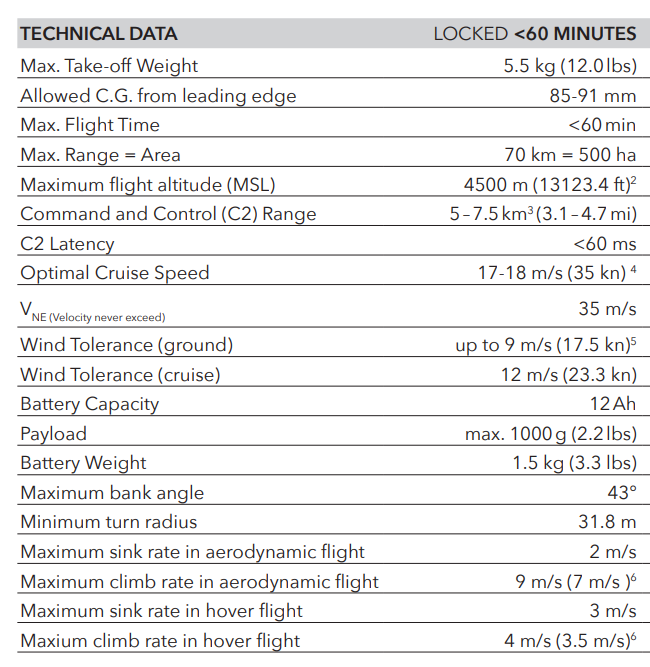 TECHNICAL DATA LOCKED <60 MINUTES
Max. Take-off Weight 5.5 kg (12.0 lbs)
Allowed C.G. from leading edge 85-91 mm
Max. Flight Time <60 min
Max. Range = Area 70 km = 500 ha
Maximum flight altitude (MSL) 4500 m (13123.4 ft)²
Command and Control (C2) Range 5 – 7.5 km³ (3.1 – 4.7 mi)
C2 Latency <60 ms
Optimal Cruise Speed 17-18 m/s (35 kn) ⁴
V NE (Velocity never exceed) 35 m/s
Wind Tolerance (ground) up to 9 m/s (17.5 kn)⁵
Wind Tolerance (cruise) 12 m/s (23.3 kn)
Battery Capacity 12 Ah
Payload max. 1000 g (2.2 lbs)
Battery Weight 1.5 kg (3.3 lbs)
Maximum bank angle 43°
Minimum turn radius 31.8 m
Maximum sink rate in aerodynamic flight 2 m/s
Maximum climb rate in aerodynamic flight 9 m/s (7 m/s )⁶
Maximum sink rate in hover flight 3 m/s
Maxium climb rate in hover flight 4 m/s (3.5 m/s)⁶